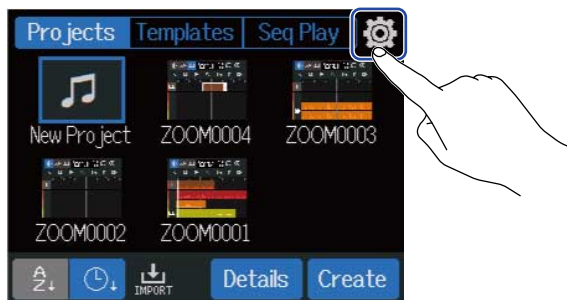 Projects Templates Seq Play
New Project ZOOM0004 ZOOM0003
ZOOM0002 ZOOM0001
A
Z↓ IMPORT Details Create